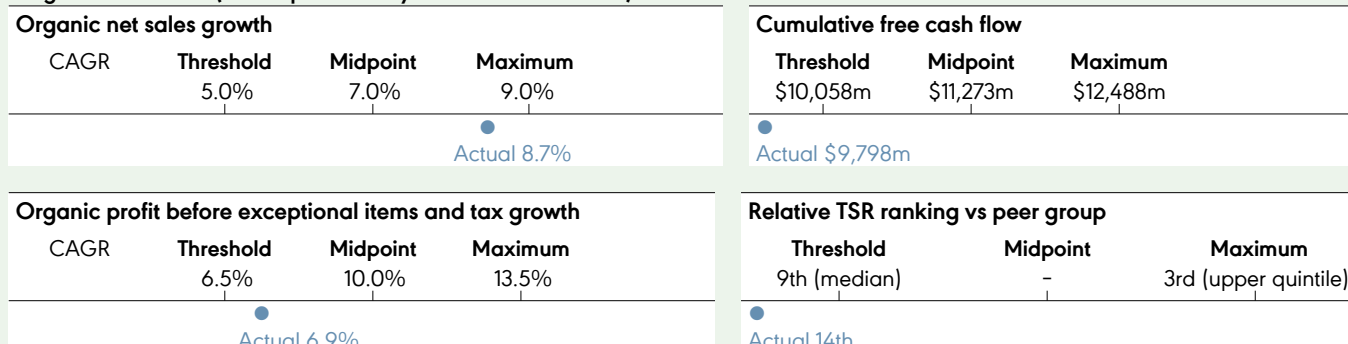 Organic net sales growth
CAGR Threshold Midpoint Maximum
5.0% 7.0% 9.0%
Actual 8.7%
Cumulative free cash flow
Threshold Midpoint Maximum
$10,058m $11,273m $12,488m
Actual $9,798m
Organic profit before exceptional items and tax growth
CAGR Threshold Midpoint Maximum
6.5% 10.0% 13.5%
Actual 6.9%
Relative TSR ranking vs peer group
Threshold Midpoint Maximum
9th (median) – 3rd (upper quintile)
Actual 14th